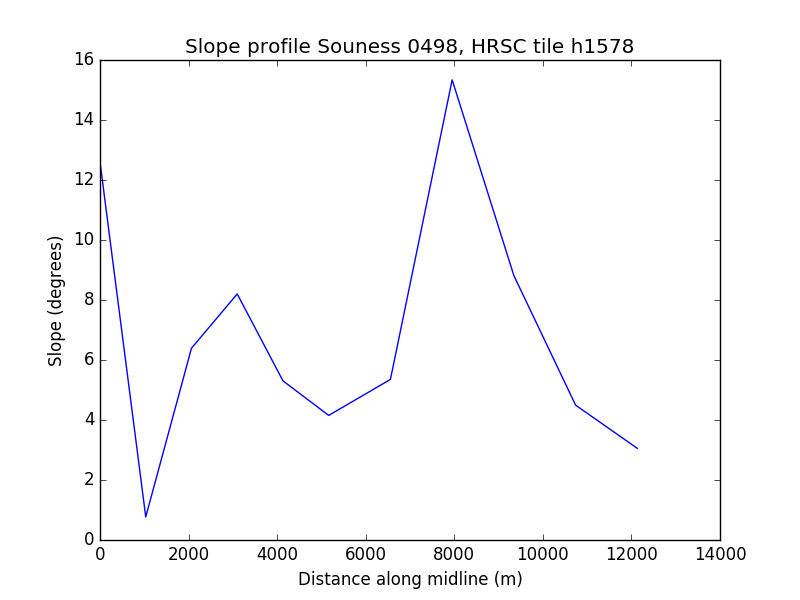 Slope profile Souness 0498, HRSC tile h1578
16
14
12
10
8
6
4
2
0
Slope (degrees)
0 2000 4000 6000 8000 10000 12000 14000
Distance along midline (m)